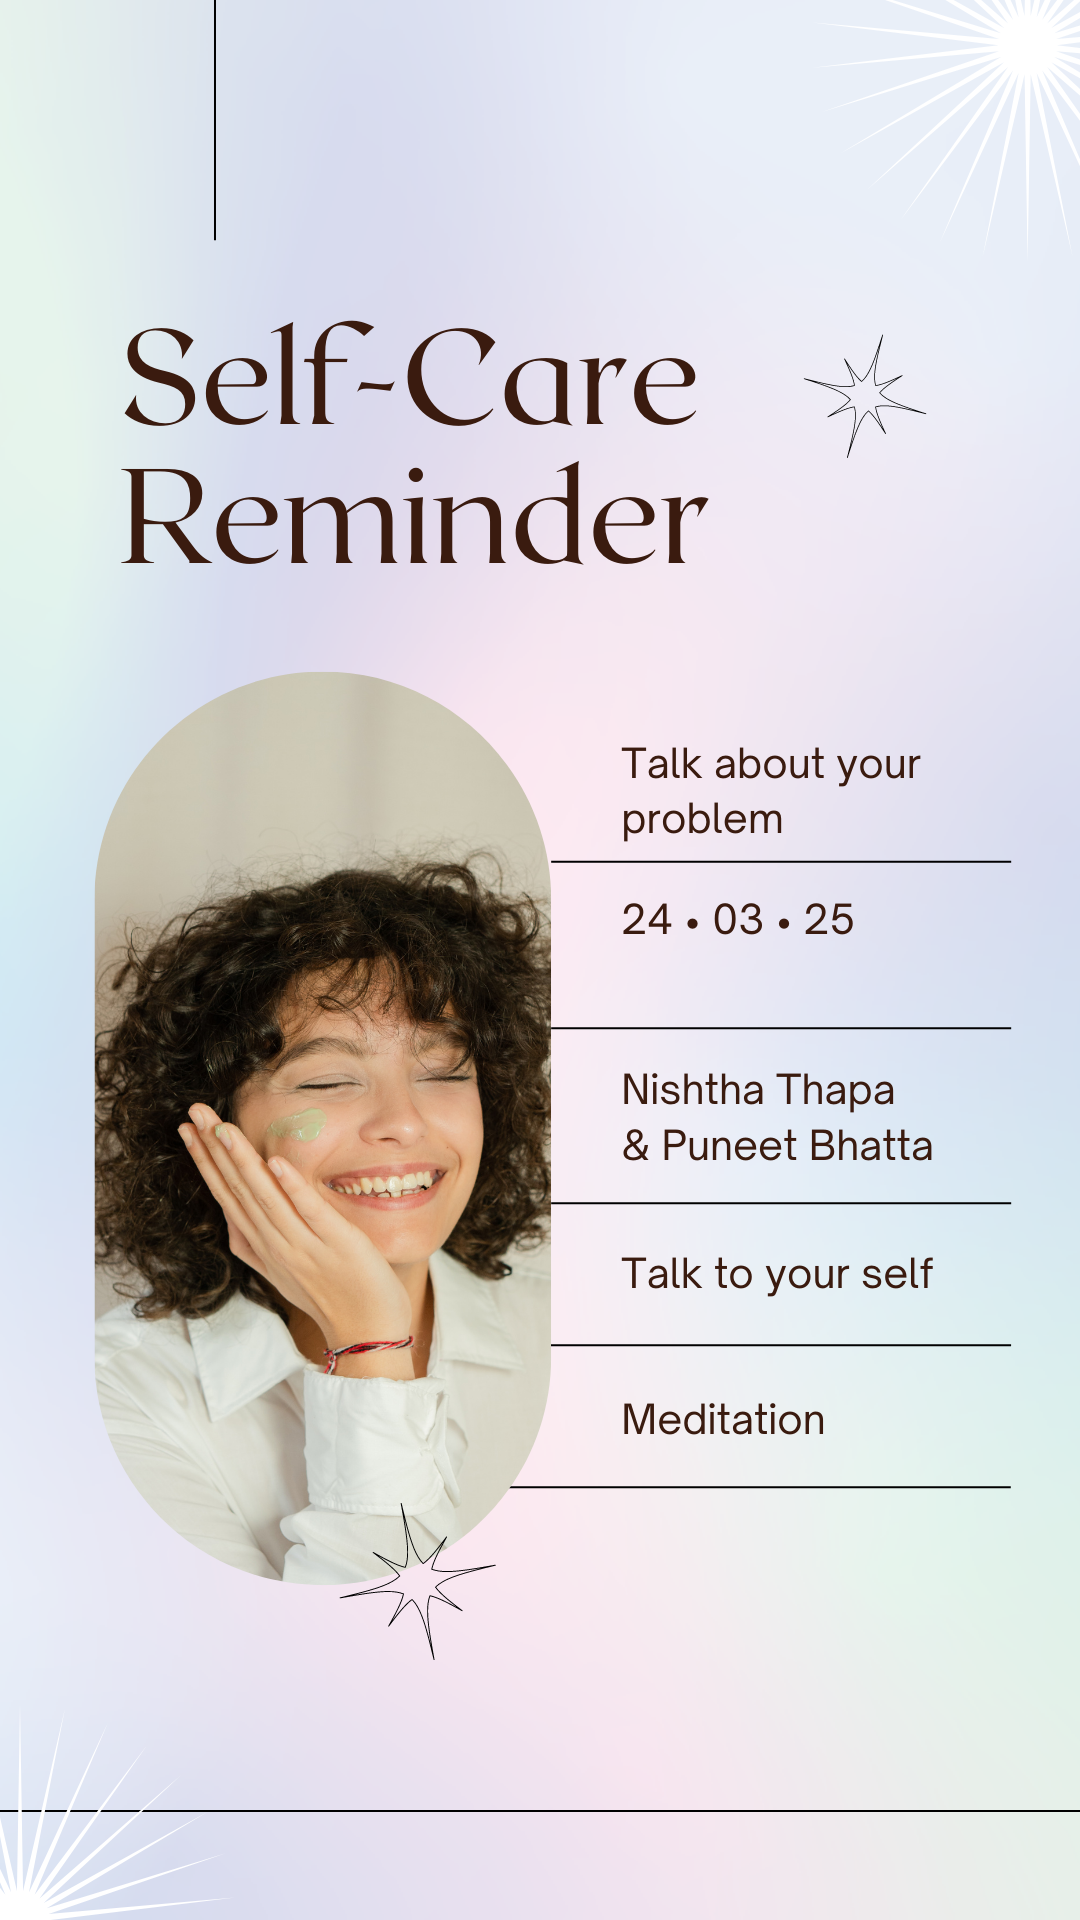 Self-Care
Reminder
Talk about your
problem
24 • 03 • 25
Nishtha Thapa
& Puneet Bhatta
Talk to your self
Meditation